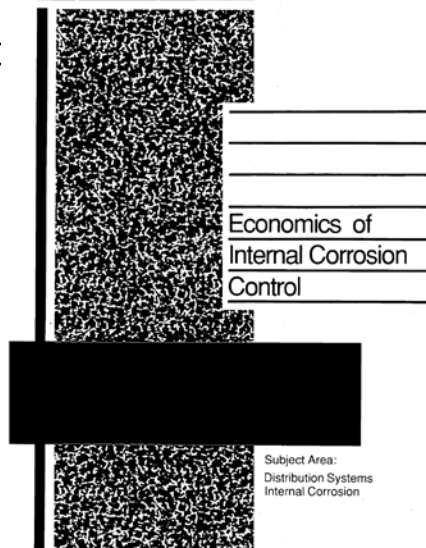 Economics of
Internal Corrosion
Control
Subject Area:
Distribution Systems
Internal Corrosion